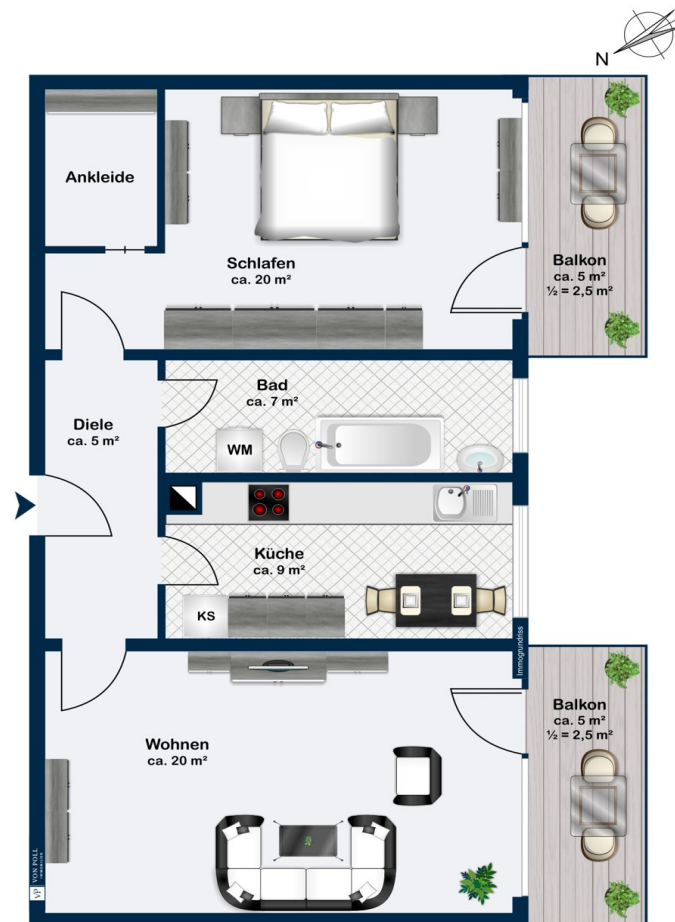 N
Ankleide
Schlafen
ca. 20 m²
Balkon
ca. 5 m²
½ = 2,5 m²
Bad
ca. 7 m²
Diele
ca. 5 m²
WM
Küche
ca. 9 m²
KS
Immogrundriss
Balkon
ca. 5 m²
½ = 2,5 m²
Wohnen
ca. 20 m²
VP VON POLL
IMMOBILIEN